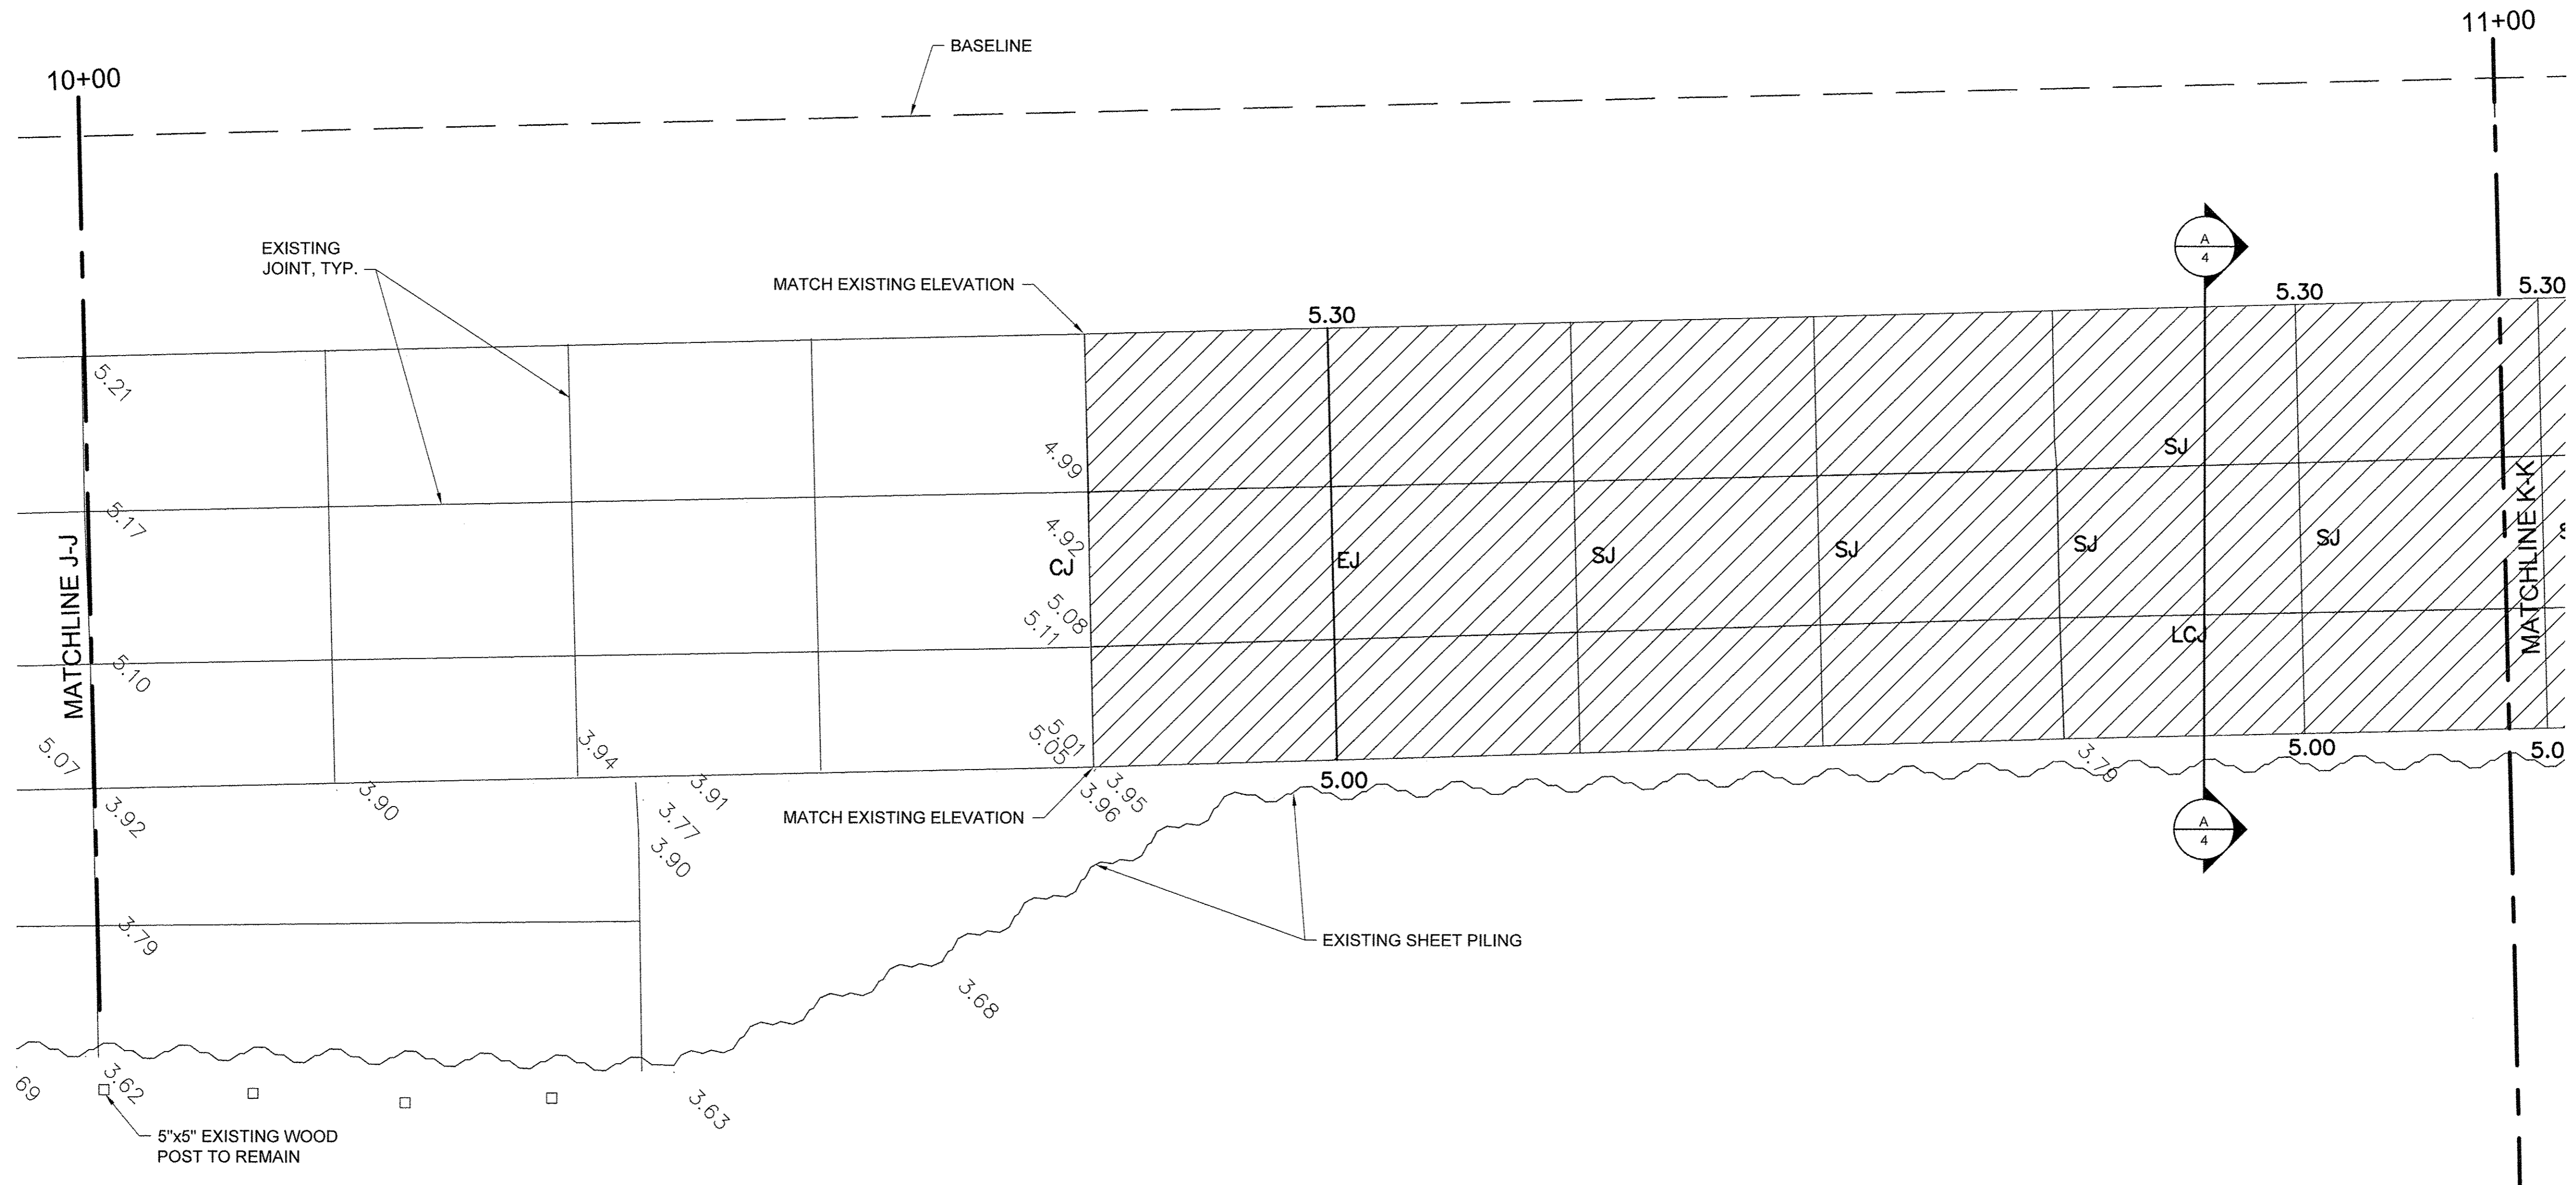 11+00
BASELINE
10+00
A
4
EXISTING
JOINT, TYP.
MATCH EXISTING ELEVATION
5.30
5.30
5.30
5.21
4.99
SJ
5.17
4.92
CJ
EJ
SJ
SJ
SJ
SJ
MATCHLINE J-J
MATCHLINE K-K
5.08
5.11
LCJ
5.10
5.01
5.05
5.07
3.94
3.79
5.00
5.0
5.00
3.92
3.90
3.91
3.77
3.95
3.96
MATCH EXISTING ELEVATION
A
4
3.90
3.79
EXISTING SHEET PILING
3.68
69
3.62
3.63
5"x5" EXISTING WOOD
POST TO REMAIN